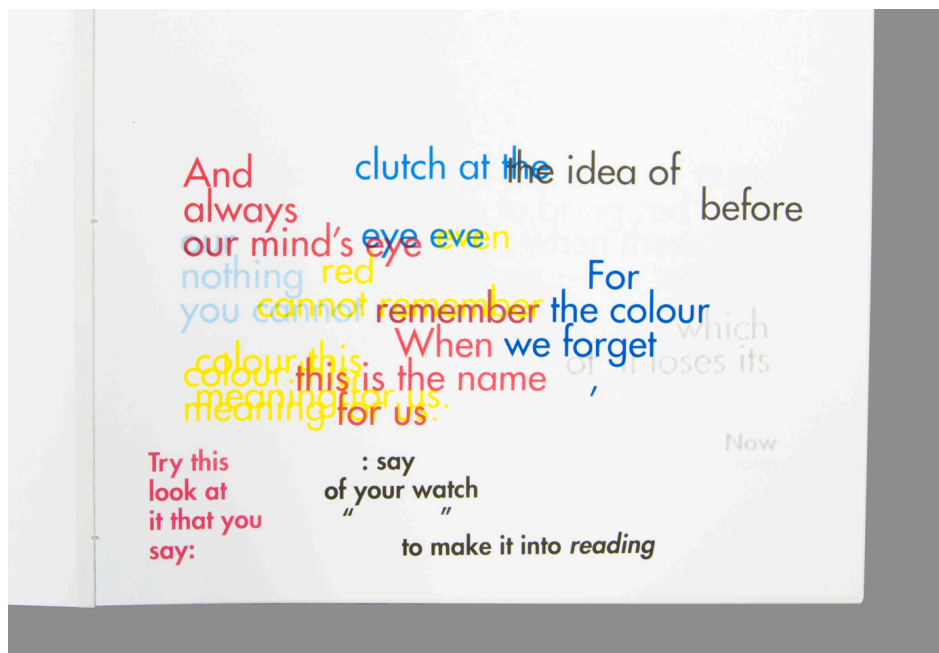 And clutch at the the idea of
always before
our our mind's eye eye eve even
nothing red For
you cannot cannot remember remember the colour
which
When we forget
of it loses its
colour this
colour this is the name ,
meaning for us.
meaning for us .
Now
Try this : say
look at of your watch
it that you " "
say: to make it into reading